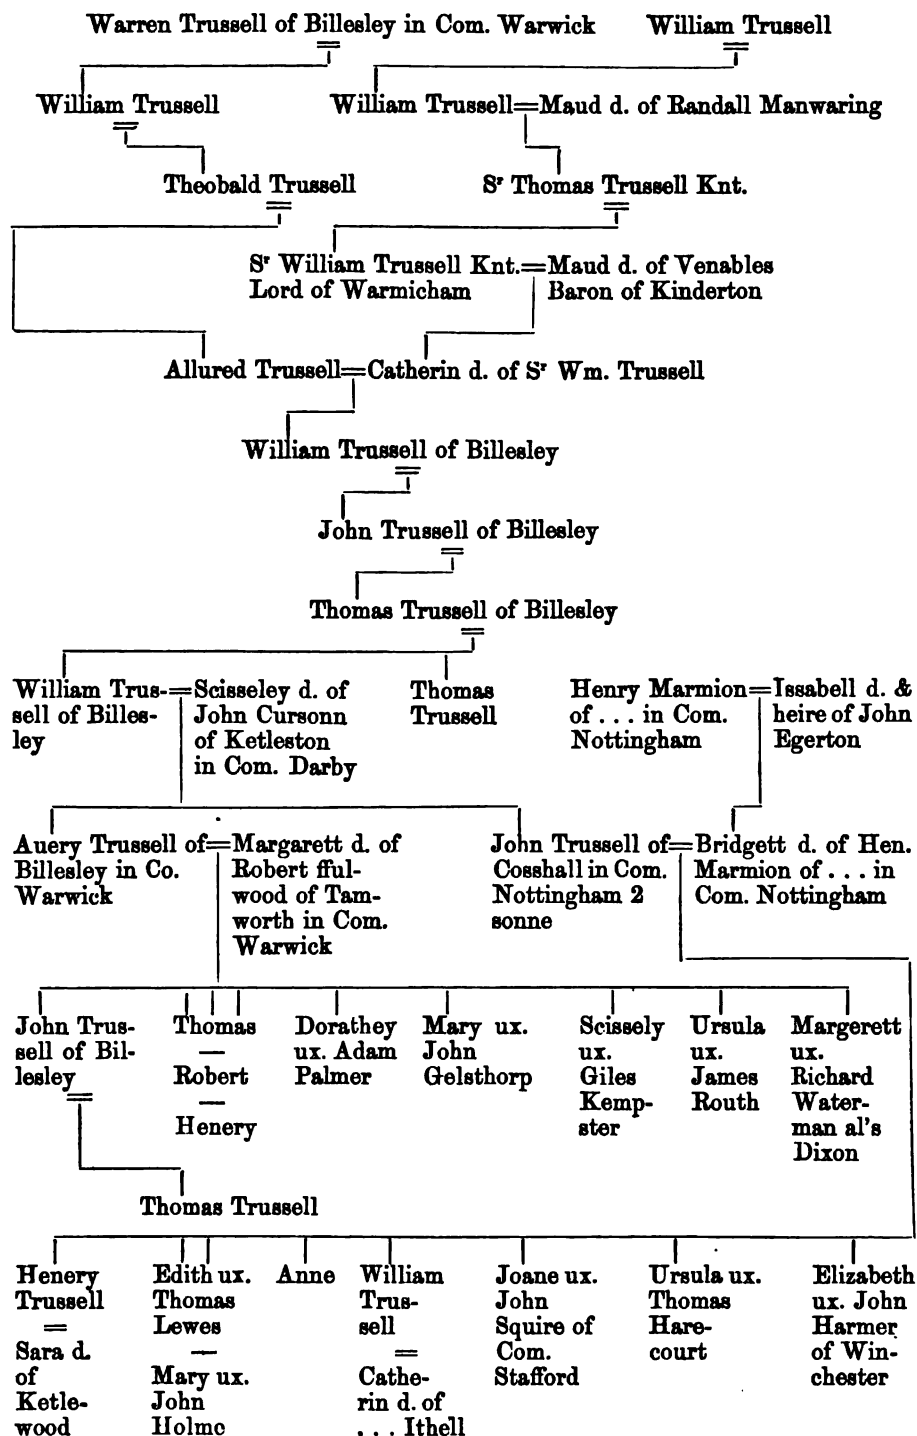 Warren Trussell of Billesley in Com. Warwick
William Trussell
William Trussell
William Trussell=Maud d. of Randall Manwaring
Theobald Trussell
Sʳ Thomas Trussell Knt.
Sʳ William Trussell Knt.=Maud d. of Venables
Lord of Warmicham
Baron of Kinderton
Allured Trussell=Catherin d. of Sʳ Wm. Trussell
William Trussell of Billesley
John Trussell of Billesley
Thomas Trussell of Billesley
William Trus-
sell of Billes-
ley
=Scisseley d. of
John Cursonn
of Ketleston
in Com. Darby
Thomas
Trussell
Henry Marmion
of . . . in Com.
Nottingham
=Issabell d. &
heire of John
Egerton
Auery Trussell of
Billesley in Co.
Warwick
=Margarett d. of
Robert fful-
wood of Tam-
worth in Com.
Warwick
John Trussell of
Cosshall in Com.
Nottingham 2
sonne
=Bridgett d. of Hen.
Marmion of . . . in
Com. Nottingham
John Trus-
sell of Bil-
lesley
Thomas
—
Robert
—
Henery
Dorathey
ux. Adam
Palmer
Mary ux.
John
Gelsthorp
Scissely
ux.
Giles
Kemp-
ster
Ursula
ux.
James
Routh
Margerett
ux.
Richard
Water-
man al's
Dixon
Thomas Trussell
Henery
Trussell
=
Sara d.
of
Ketle-
wood
Edith ux.
Thomas
Lewes
—
Mary ux.
John
Holme
Anne
William
Trus-
sell
=
Cathe-
rin d. of
. . . Ithell
Joane ux.
John
Squire of
Com.
Stafford
Ursula ux.
Thomas
Hare-
court
Elizabeth
ux. John
Harmer
of Win-
chester